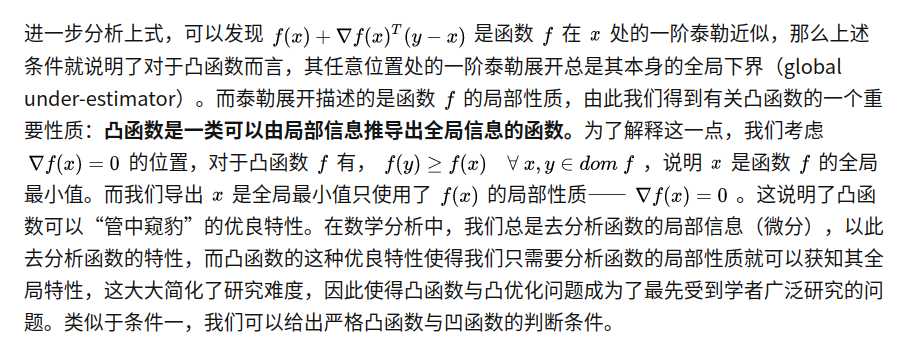 进一步分析上式，可以发现 f(x) + ∇f(x)^T(y − x) 是函数 f 在 x 处的一阶泰勒近似，那么上述
条件就说明了对于凸函数而言，其任意位置处的一阶泰勒展开总是其本身的全局下界（global
under-estimator）。而泰勒展开描述的是函数 f 的局部性质，由此我们得到有关凸函数的一个重
要性质：凸函数是一类可以由局部信息推导出全局信息的函数。为了解释这一点，我们考虑
∇f(x) = 0 的位置，对于凸函数 f 有， f(y) ≥ f(x) ∀ x, y ∈ dom f ，说明 x 是函数 f 的全局
最小值。而我们导出 x 是全局最小值只使用了 f(x) 的局部性质—— ∇f(x) = 0 。这说明了凸函
数可以“管中窥豹”的优良特性。在数学分析中，我们总是去分析函数的局部信息（微分），以此
去分析函数的特性，而凸函数的这种优良特性使得我们只需要分析函数的局部性质就可以获知其全
局特性，这大大简化了研究难度，因此使得凸函数与凸优化问题成为了最先受到学者广泛研究的问
题。类似于条件一，我们可以给出严格凸函数与凹函数的判断条件。